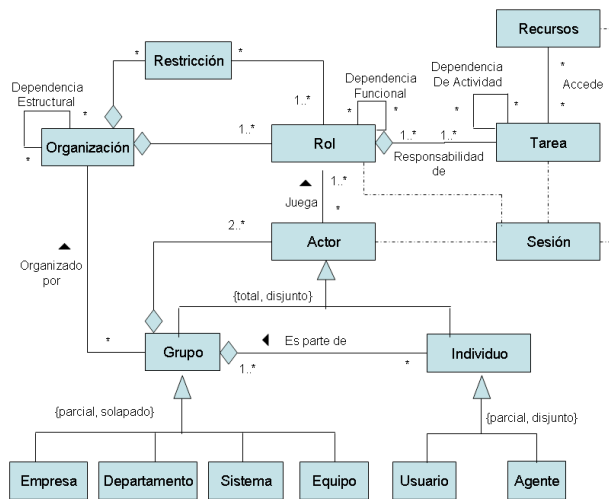 Recursos
*
Accede
*
Restricción
*
*
Dependencia
Estructural
*
*
Organización
*
1..*
1..*
Dependencia
Funcional
*
*
Rol
1..*
1..*
Responsabilidad
de
Dependencia
De Actividad
*
*
Tarea
1..*
Juega
*
2..*
Actor
Sesión
Organizado
por
{total, disjunto}
*
Grupo
1..*
Es parte de
*
Individuo
{parcial, solapado}
{parcial, disjunto}
Empresa
Departamento
Sistema
Equipo
Usuario
Agente